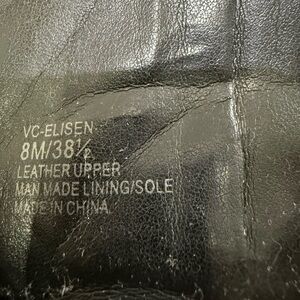 VC-ELISEN
8M/38½
LEATHER UPPER
MAN MADE LINING/SOLE
MADE IN CHINA